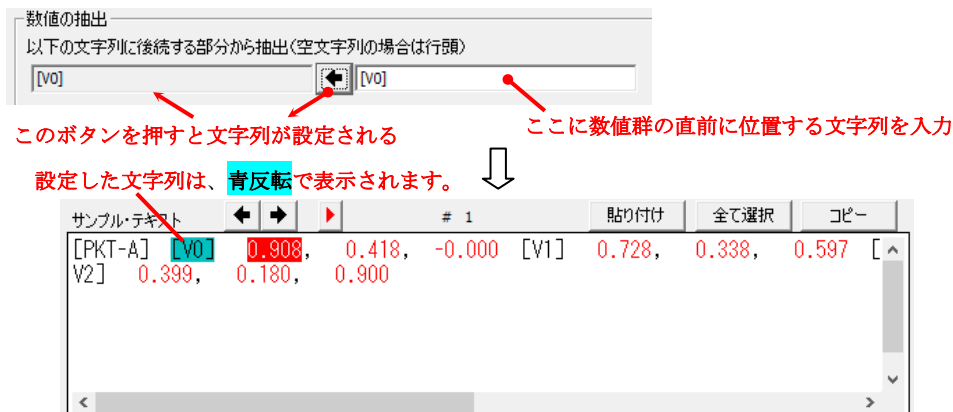 数値の抽出
以下の文字列に後続する部分から抽出(空文字列の場合は行頭)
[V0] [V0]
このボタンを押すと文字列が設定される
ここに数値群の直前に位置する文字列を入力
設定した文字列は、青反転で表示されます。
サンプル・テキスト # 1 貼り付け 全て選択 コピー
[PKT-A] [V0] 0.908, 0.418, -0.000 [V1] 0.728, 0.338, 0.597 [
V2] 0.399, 0.180, 0.900